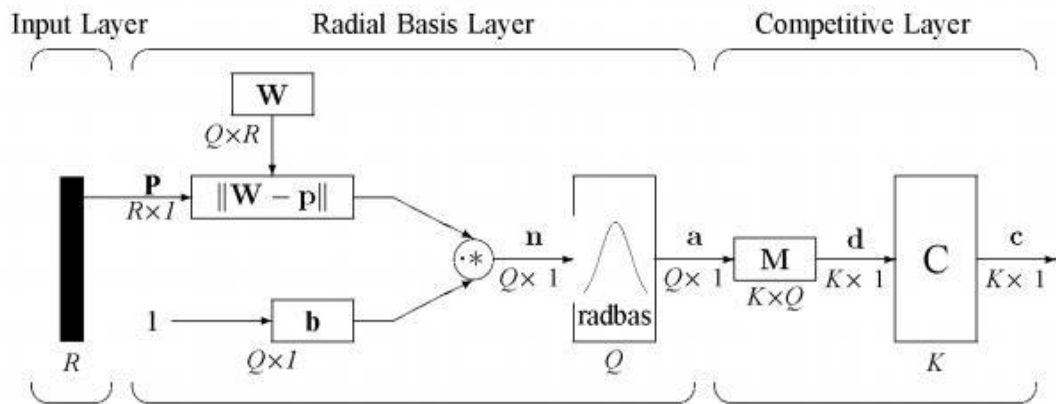 Input Layer Radial Basis Layer Competitive Layer
W
Q×R
P
R×1
‖W − p‖
n
Q× 1
a
Q× 1
M
K×Q
d
K× 1
C
c
K× 1
·*
1
b
Q×1
radbas
R
Q
K